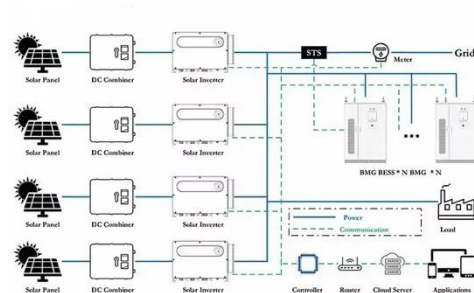 STS
Meter
Grid
Solar Panel DC Combiner Solar Inverter
Solar Panel DC Combiner Solar Inverter
BMG BESS * N BMG * N
Solar Panel DC Combiner Solar Inverter
Power
Communication
Load
Solar Panel DC Combiner Solar Inverter
Controller Router Cloud Server Applications